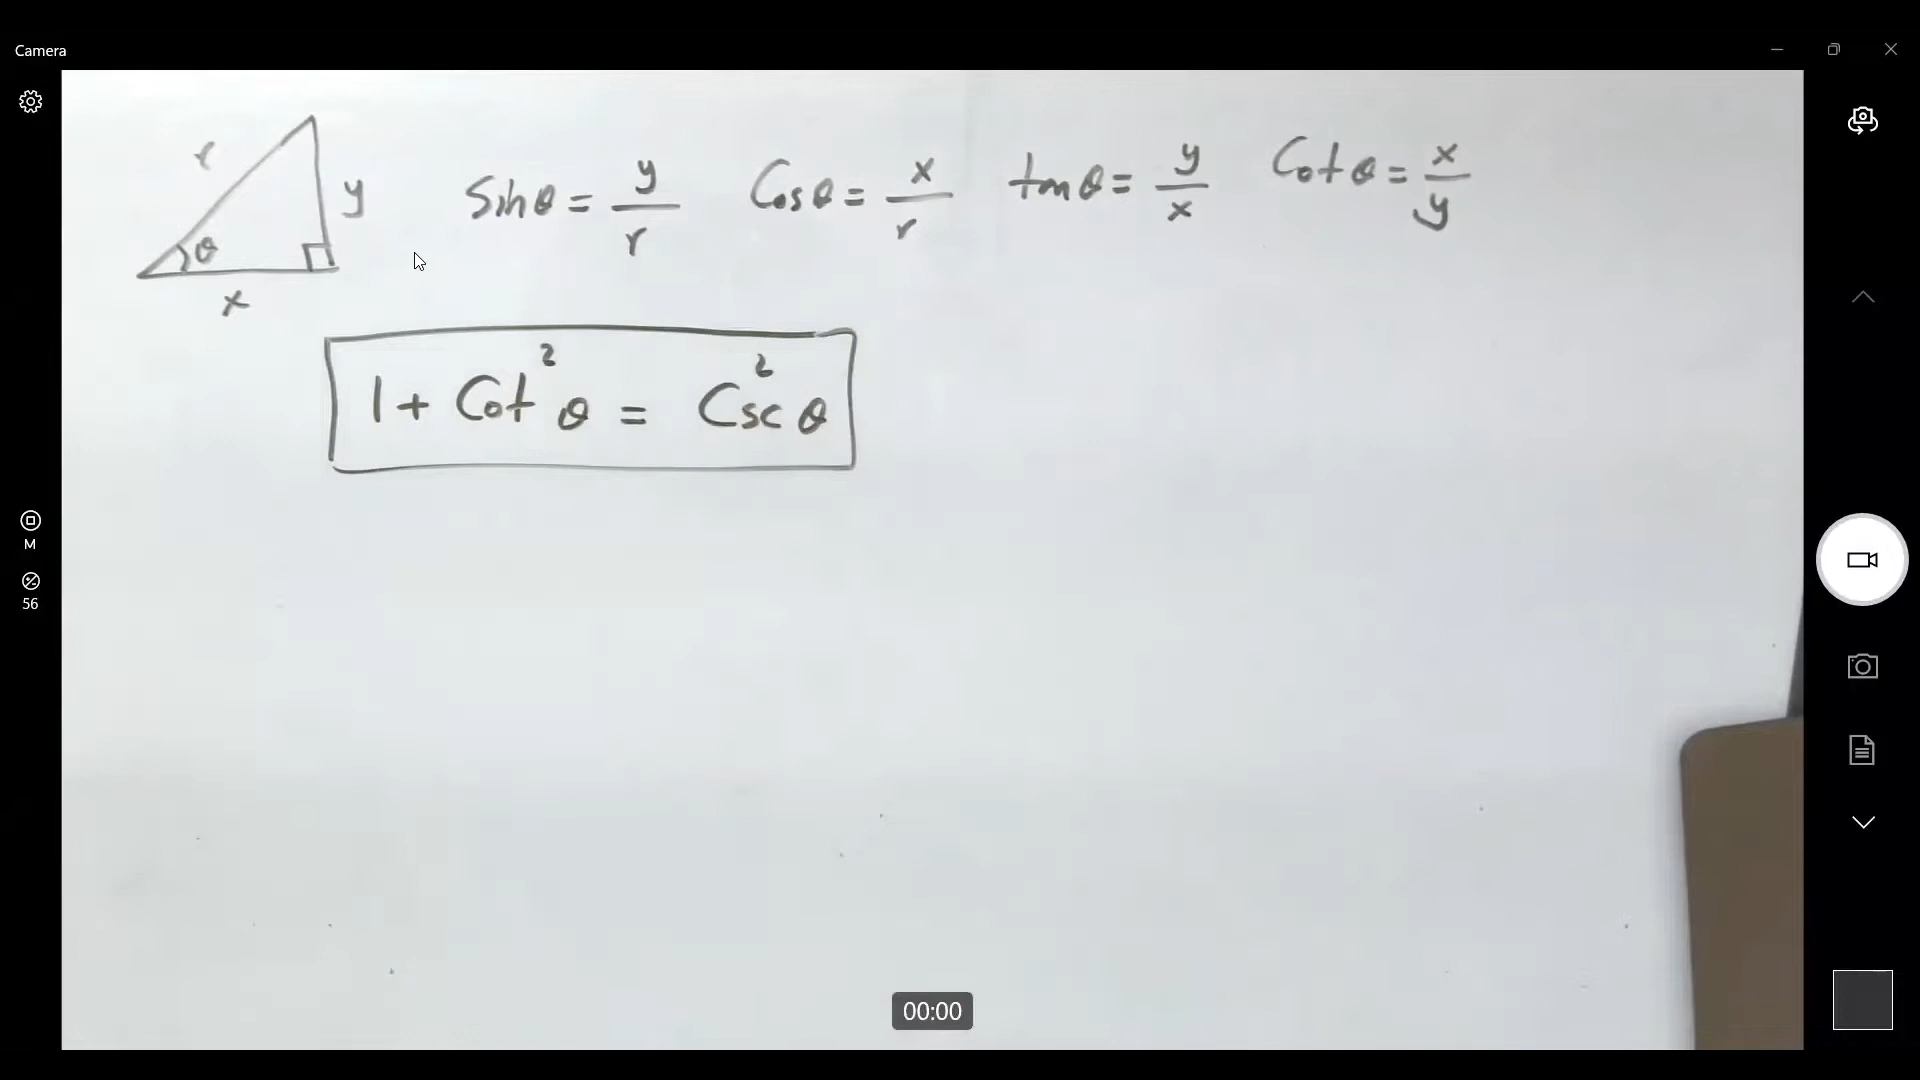 Camera
r
y
θ
x
Sinθ = y/r Cosθ = x/r tanθ = y/x Cotθ = x/y
1 + Cot²θ = Csc²θ
M
56
00:00